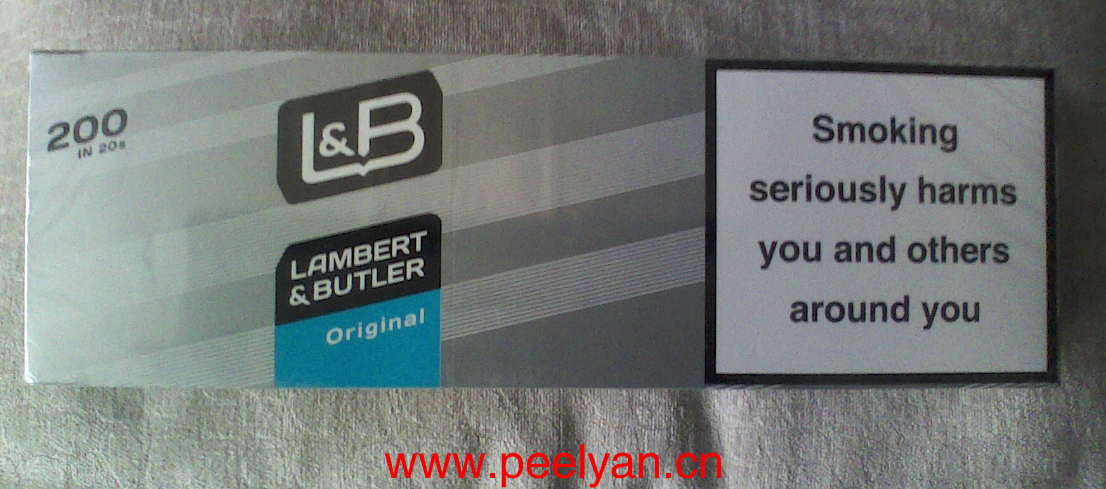 200
IN 20s
L&B
LAMBERT
& BUTLER
Original
Smoking
seriously harms
you and others
around you
www.peelyan.cn